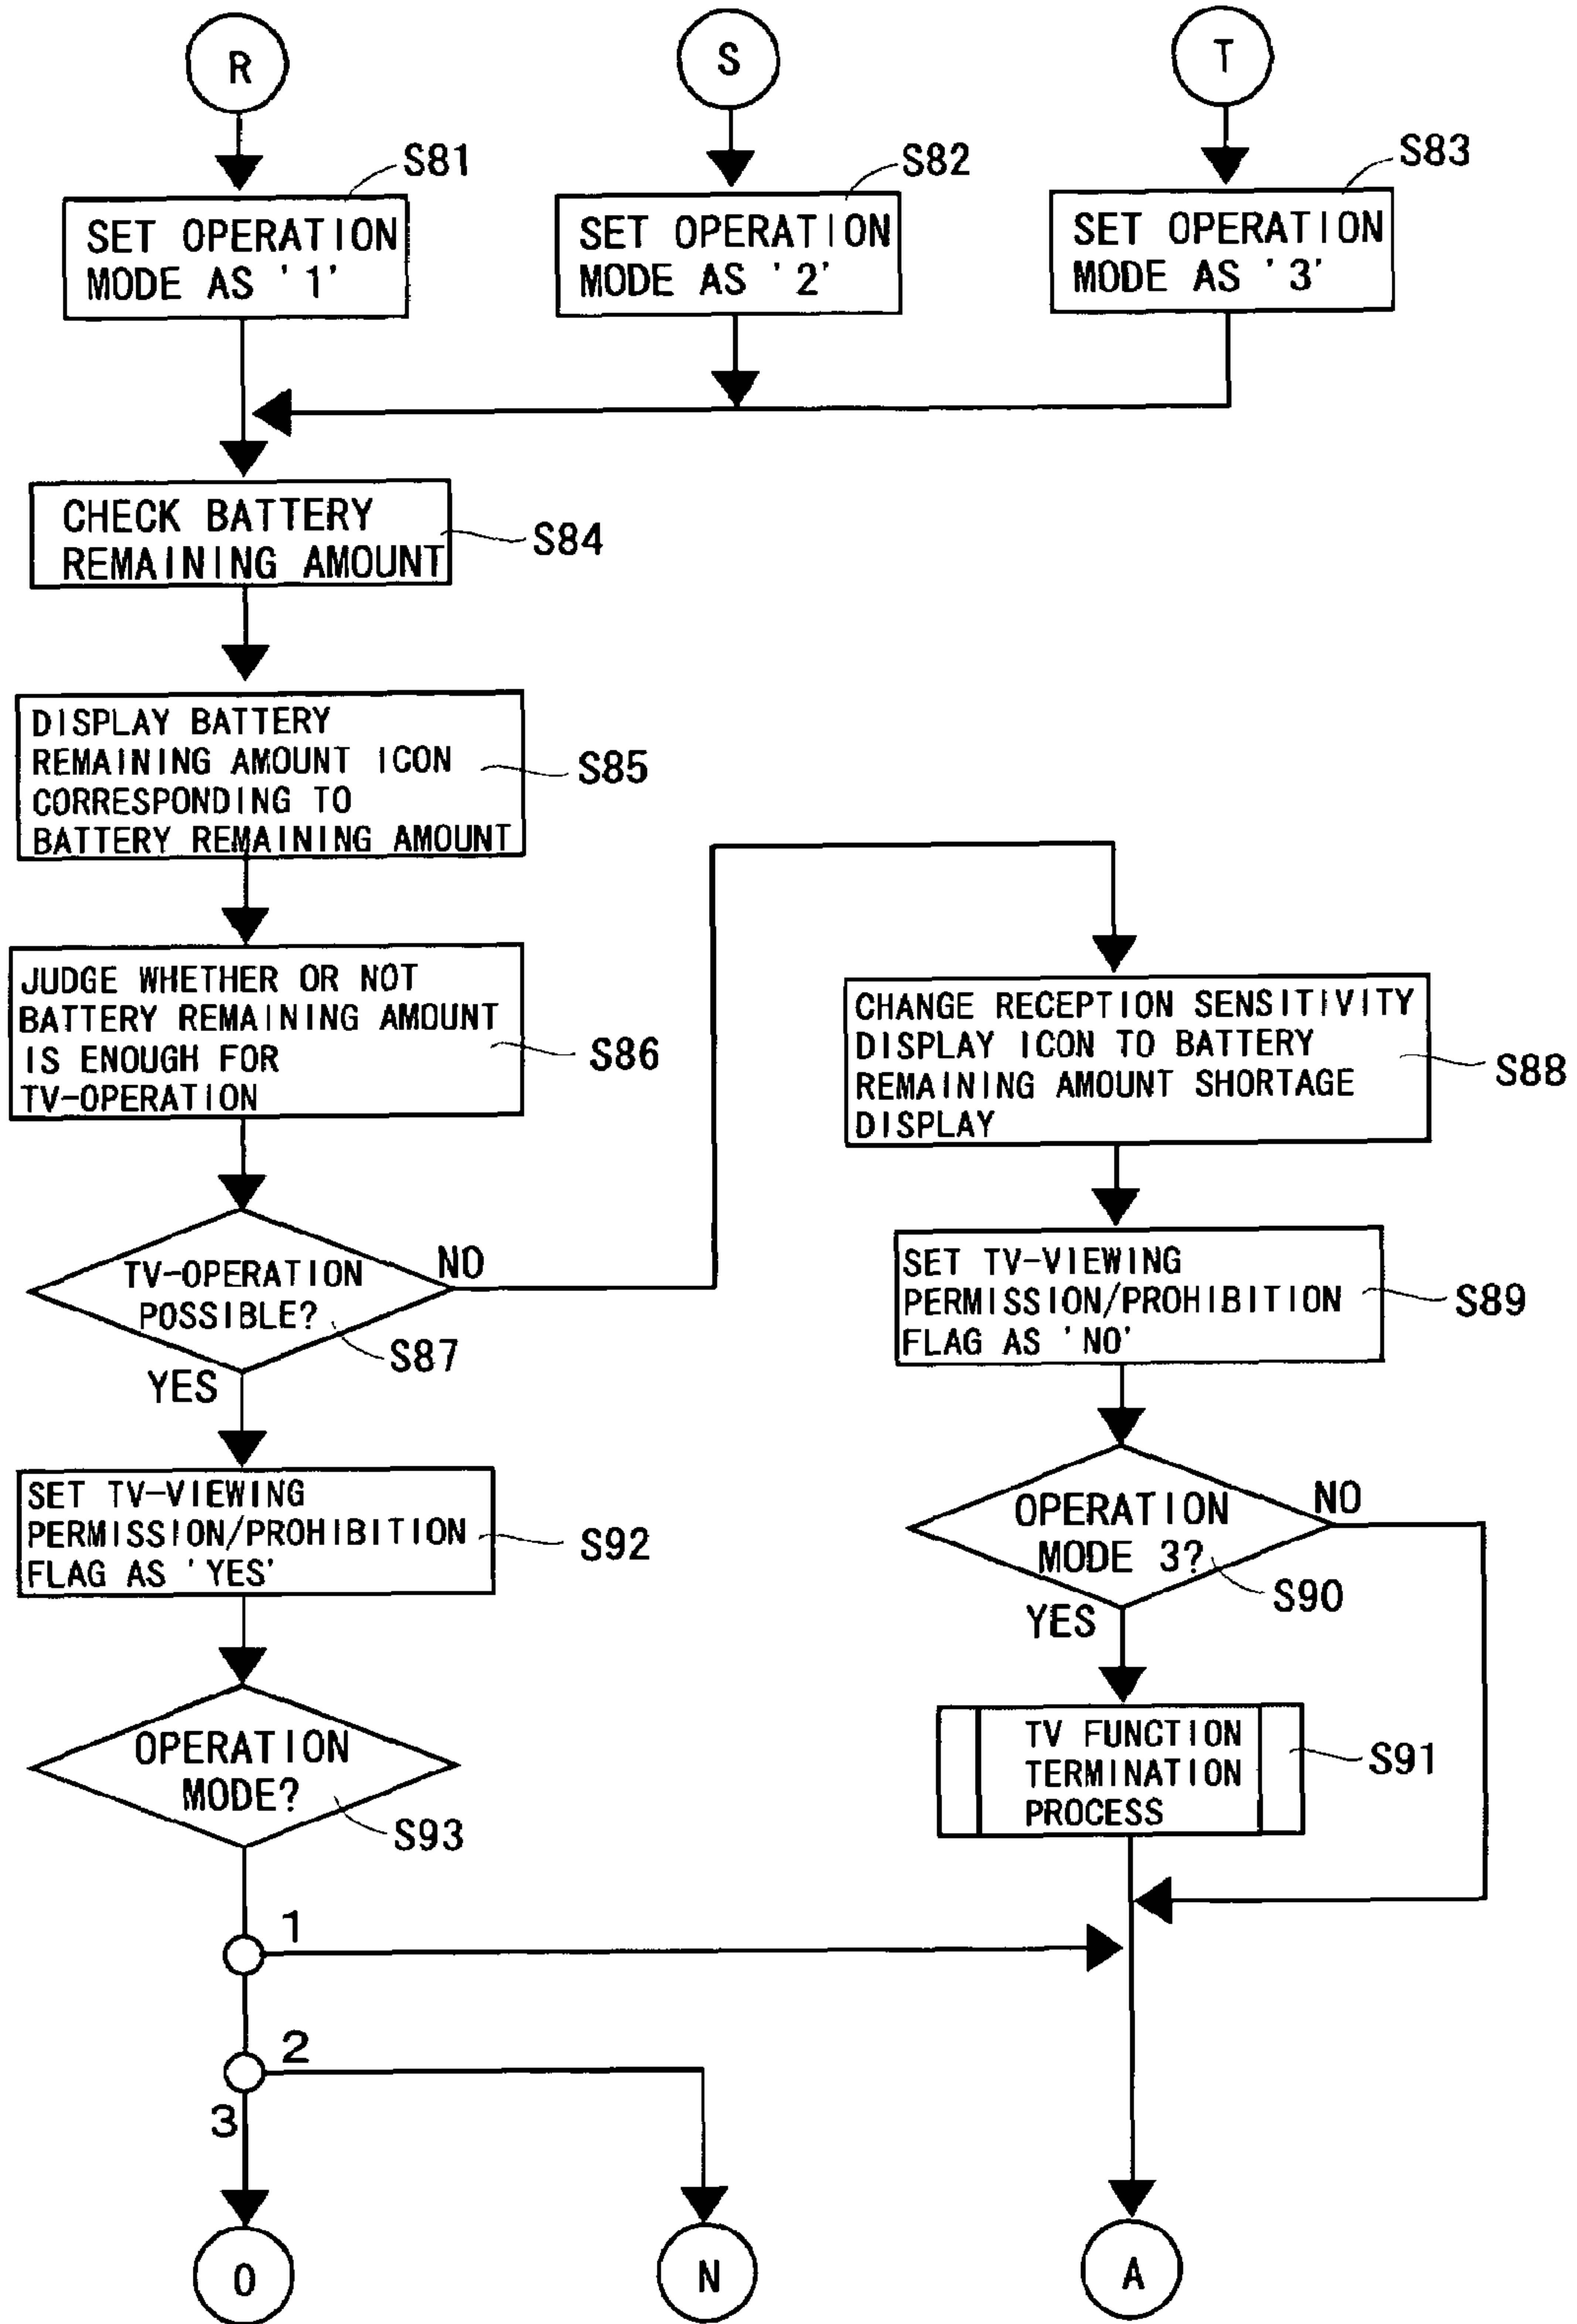 R
S
T
S81
S82
S83
SET OPERATION
MODE AS '1'
SET OPERATION
MODE AS '2'
SET OPERATION
MODE AS '3'
CHECK BATTERY
REMAINING AMOUNT
S84
DISPLAY BATTERY
REMAINING AMOUNT ICON
CORRESPONDING TO
BATTERY REMAINING AMOUNT
S85
JUDGE WHETHER OR NOT
BATTERY REMAINING AMOUNT
IS ENOUGH FOR
TV-OPERATION
S86
TV-OPERATION
POSSIBLE?
NO
S87
YES
CHANGE RECEPTION SENSITIVITY
DISPLAY ICON TO BATTERY
REMAINING AMOUNT SHORTAGE
DISPLAY
S88
SET TV-VIEWING
PERMISSION/PROHIBITION
FLAG AS 'NO'
S89
OPERATION
MODE 3?
NO
S90
YES
TV FUNCTION
TERMINATION
PROCESS
S91
SET TV-VIEWING
PERMISSION/PROHIBITION
FLAG AS 'YES'
S92
OPERATION
MODE?
S93
1
2
3
O
N
A